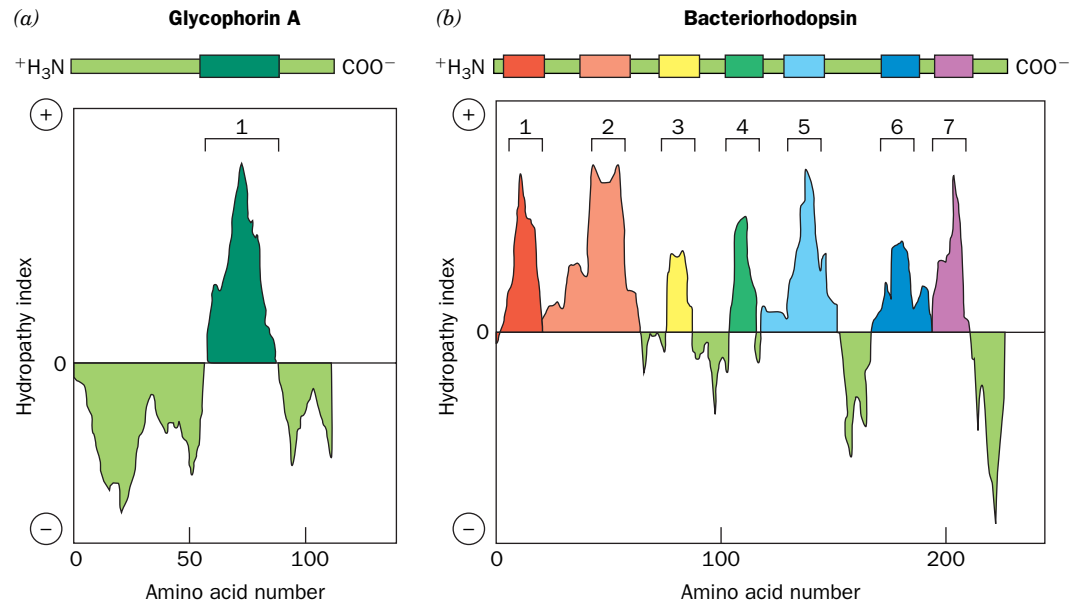 (a) Glycophorin A
⁺H₃N COO⁻
+
1
Hydropathy index
0
−
0 50 100
Amino acid number
(b) Bacteriorhodopsin
⁺H₃N COO⁻
+
1 2 3 4 5 6 7
Hydropathy index
0
−
0 100 200
Amino acid number